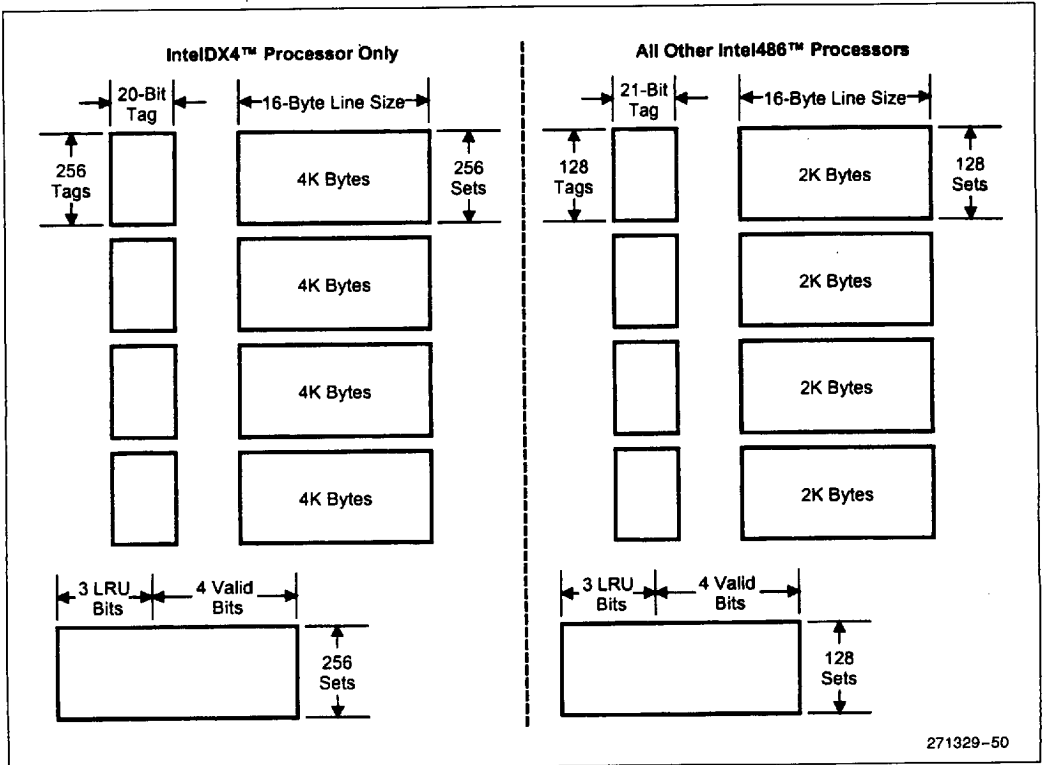 IntelDX4™ Processor Only
20-Bit
Tag
16-Byte Line Size
256
Tags
4K Bytes
256
Sets
4K Bytes
4K Bytes
4K Bytes
3 LRU
Bits
4 Valid
Bits
256
Sets
All Other Intel486™ Processors
21-Bit
Tag
16-Byte Line Size
128
Tags
2K Bytes
128
Sets
2K Bytes
2K Bytes
2K Bytes
3 LRU
Bits
4 Valid
Bits
128
Sets
271329-50